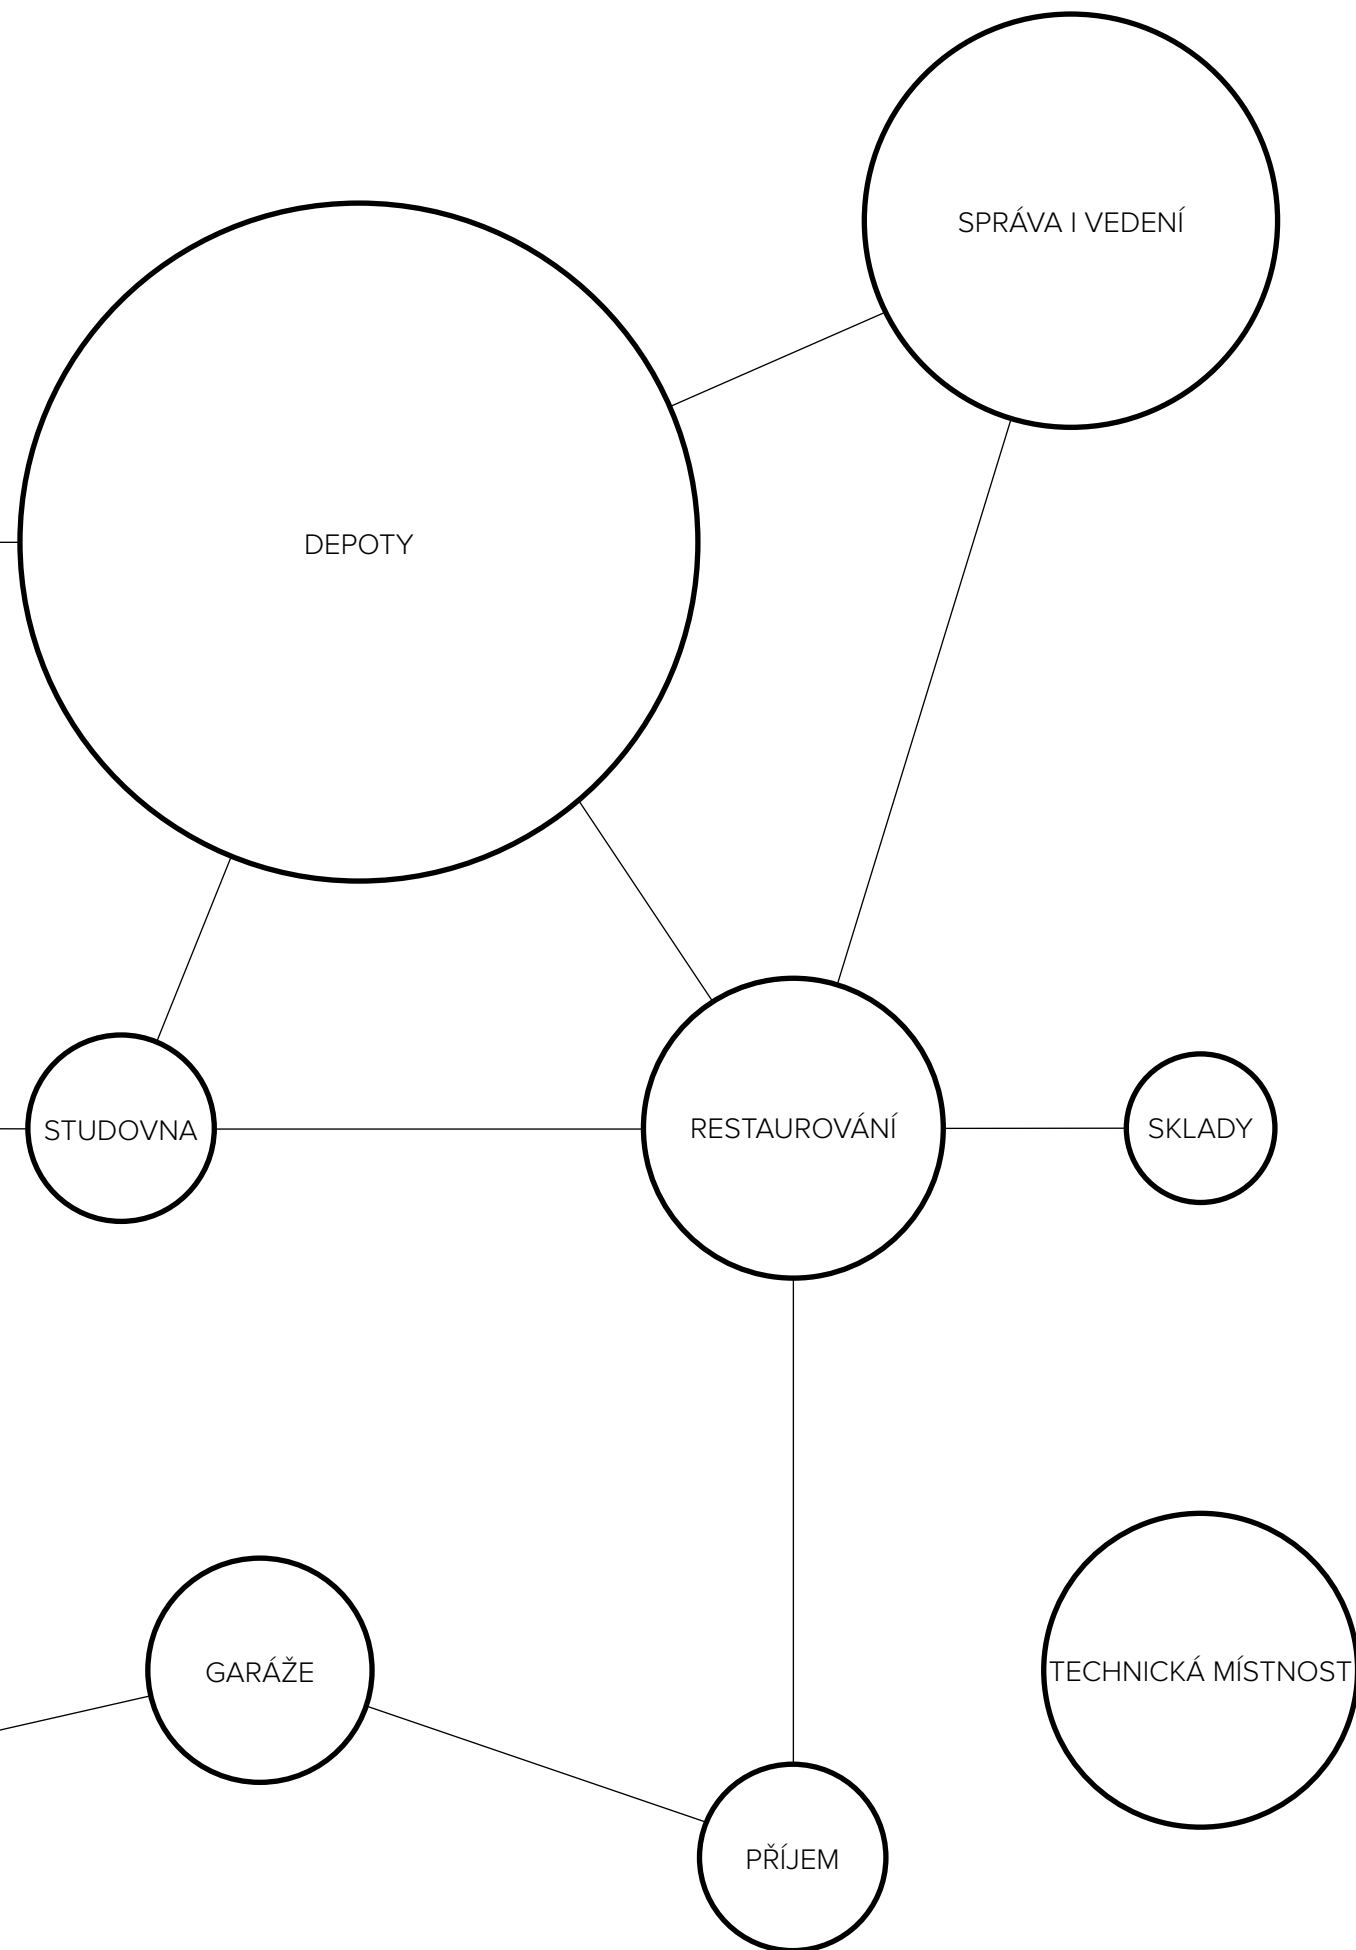 SPRÁVA I VEDENÍ
DEPOTY
STUDOVNA
RESTAUROVÁNÍ
SKLADY
GARÁŽE
TECHNICKÁ MÍSTNOST
PŘÍJEM